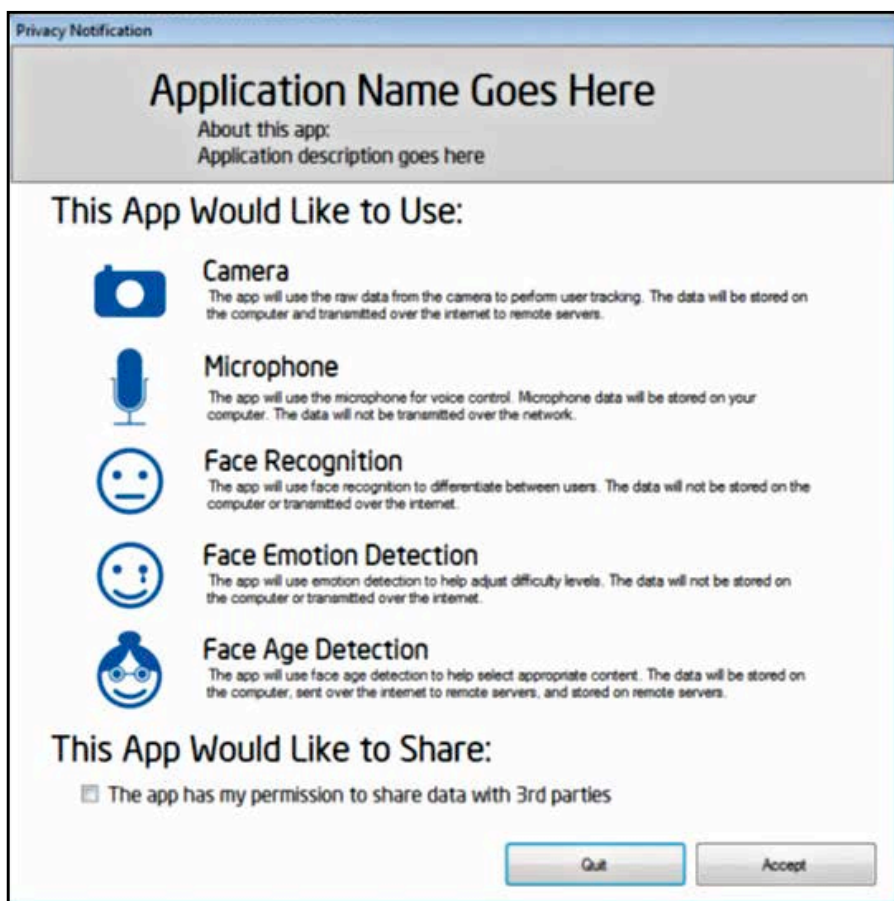 Privacy Notification
Application Name Goes Here
About this app:
Application description goes here
This App Would Like to Use:
Camera
The app will use the raw data from the camera to perform user tracking. The data will be stored on
the computer and transmitted over the internet to remote servers.
Microphone
The app will use the microphone for voice control. Microphone data will be stored on your
computer. The data will not be transmitted over the network.
Face Recognition
The app will use face recognition to differentiate between users. The data will not be stored on the
computer or transmitted over the internet.
Face Emotion Detection
The app will use emotion detection to help adjust difficulty levels. The data will not be stored on
the computer or transmitted over the internet.
Face Age Detection
The app will use face age detection to help select appropriate content. The data will be stored on
the computer, sent over the internet to remote servers, and stored on remote servers.
This App Would Like to Share:
The app has my permission to share data with 3rd parties
Quit
Accept